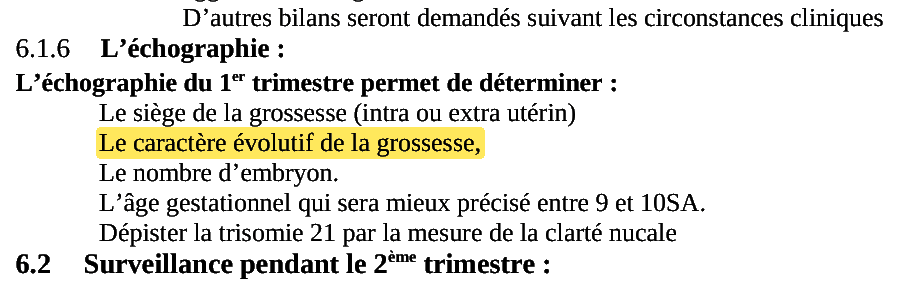 D’autres bilans seront demandés suivant les circonstances cliniques
6.1.6 L’échographie :
L’échographie du 1er trimestre permet de déterminer :
Le siège de la grossesse (intra ou extra utérin)
Le caractère évolutif de la grossesse,
Le nombre d’embryon.
L’âge gestationnel qui sera mieux précisé entre 9 et 10SA.
Dépister la trisomie 21 par la mesure de la clarté nucale
6.2 Surveillance pendant le 2ème trimestre :